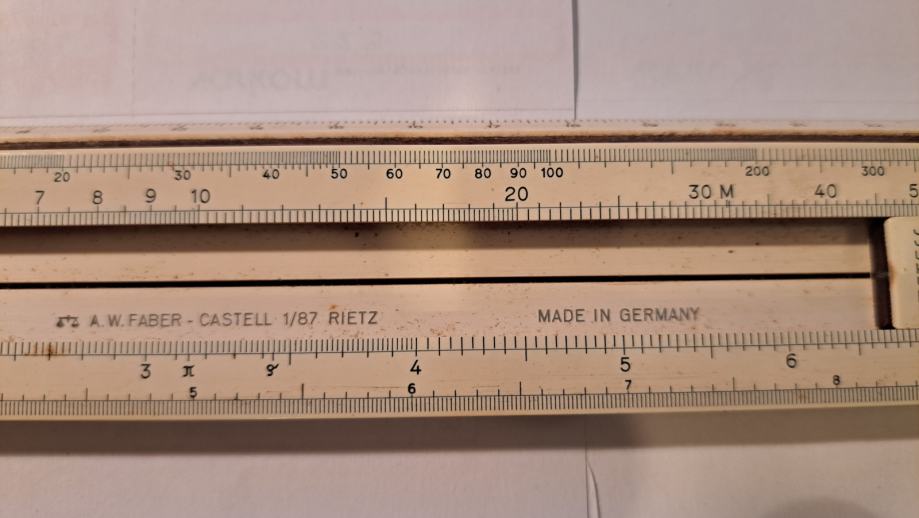 20 30 40 50 60 70 80 90 100 200 300
7 8 9 10 20 30 M 40 5
A.W.FABER - CASTELL 1/87 RIETZ MADE IN GERMANY
3 π 4 5 6
5 6 7 8